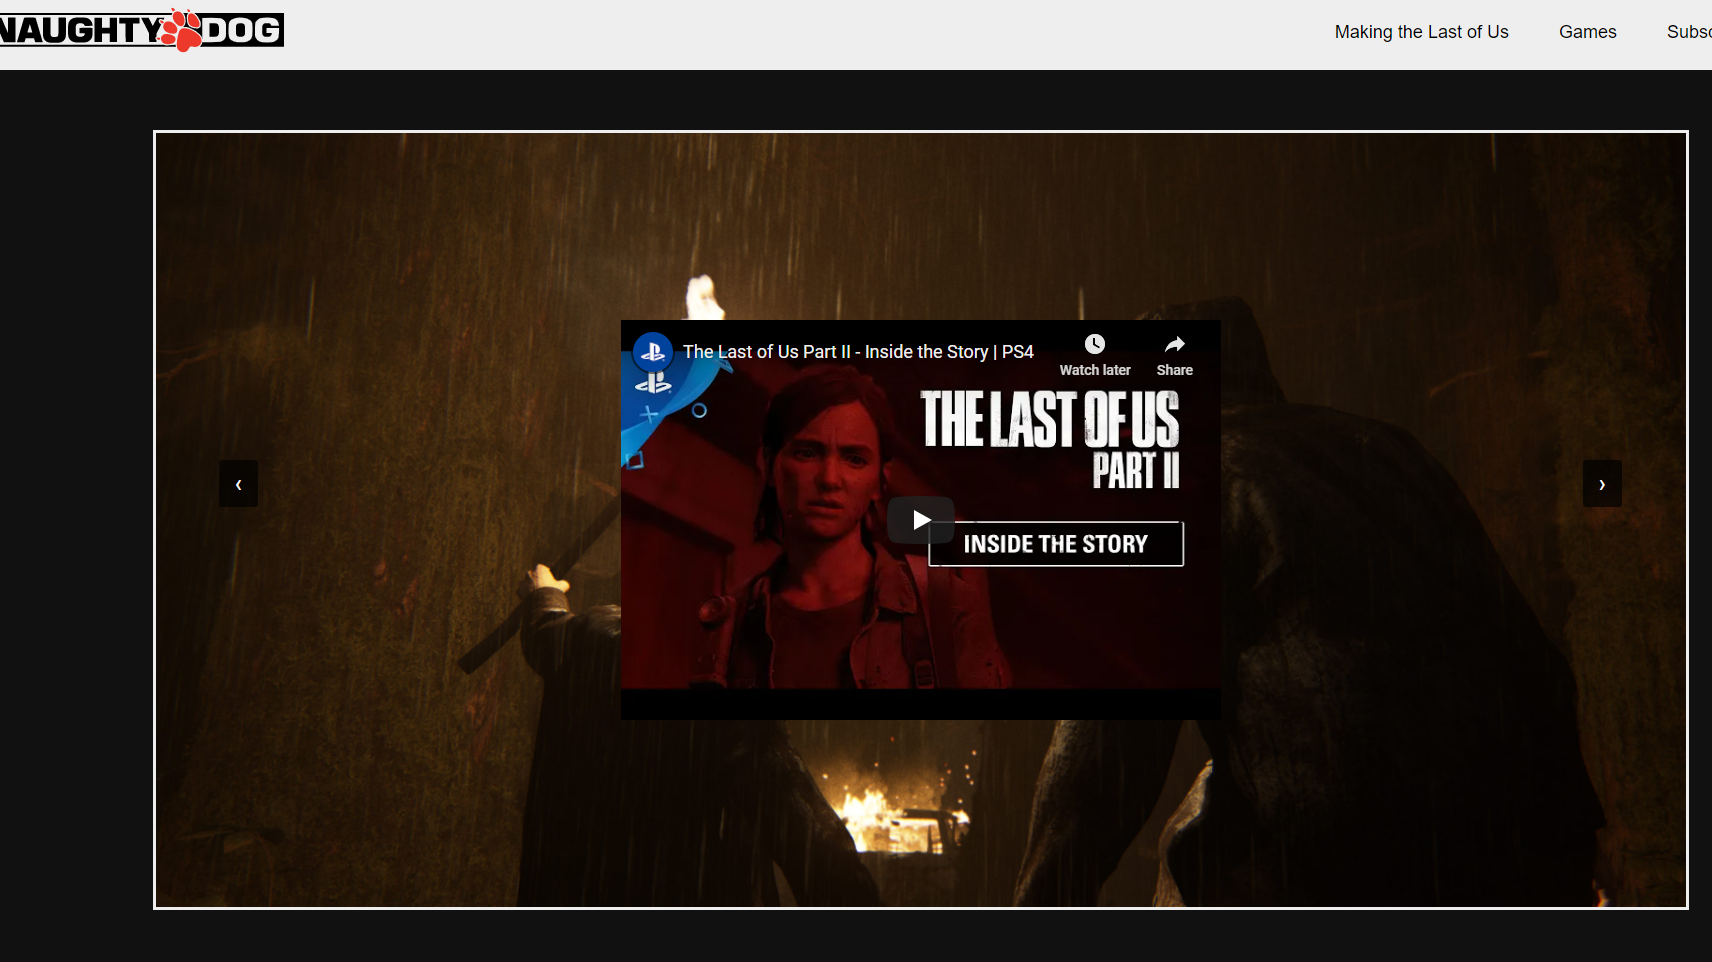 NAUGHTY DOG
Making the Last of Us
Games
Subsc
The Last of Us Part II - Inside the Story | PS4
Watch later
Share
THE LAST OF US
PART II
INSIDE THE STORY